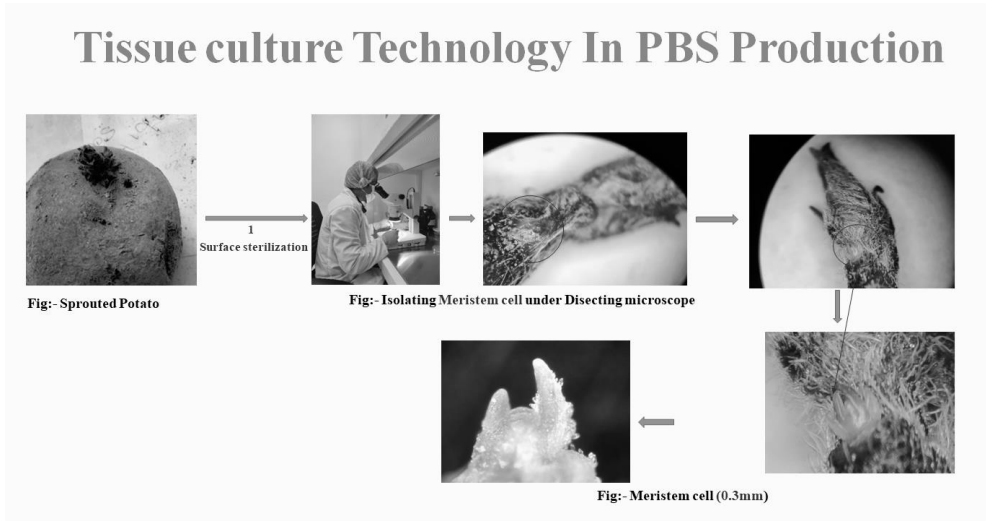 Tissue culture Technology In PBS Production
1
Surface sterilization
Fig:- Sprouted Potato
Fig:- Isolating Meristem cell under Disecting microscope
Fig:- Meristem cell (0.3mm)